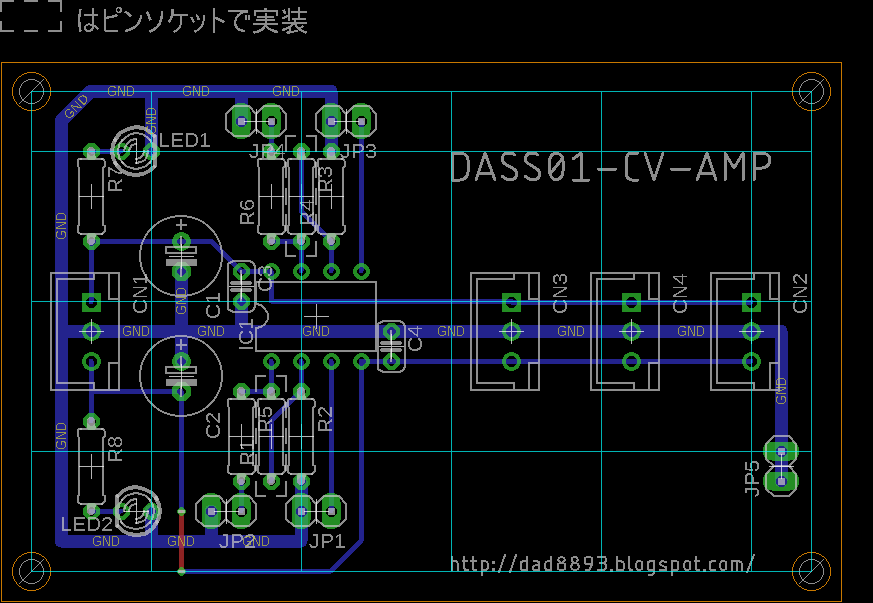 はピンソケットで実装
GND GND GND
GND
GND
LED1
JP4
JP3
DASS01-CV-AMP
R7
R3
R6
R4
GND
C3
CN1
CN3
CN4
CN2
C1
GND
IC1
GND GND GND GND GND GND
C4
GND
C2
R1
R5
R2
GND
R8
JP5
LED2
JP2
JP1
GND GND
http://dad8893.blogspot.com/